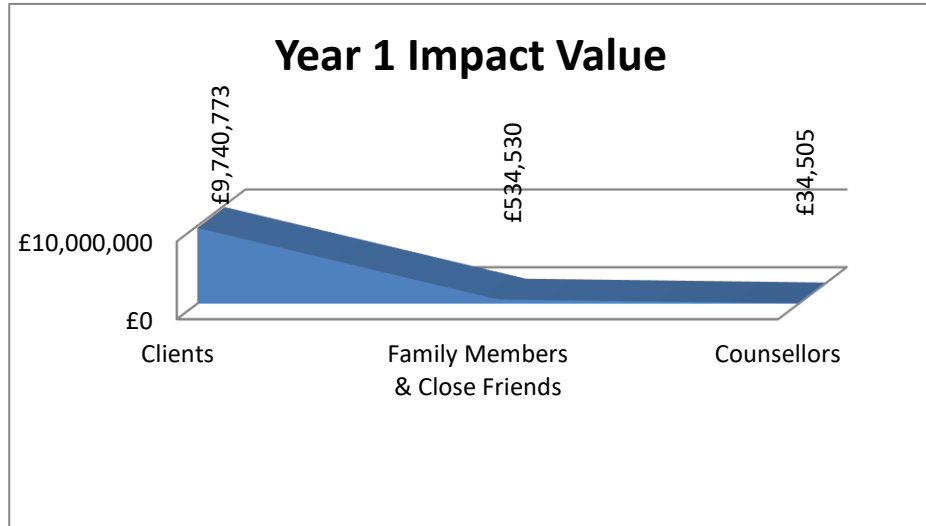 Year 1 Impact Value
£9,740,773
£534,530
£34,505
£10,000,000
£0
Clients
Family Members
& Close Friends
Counsellors